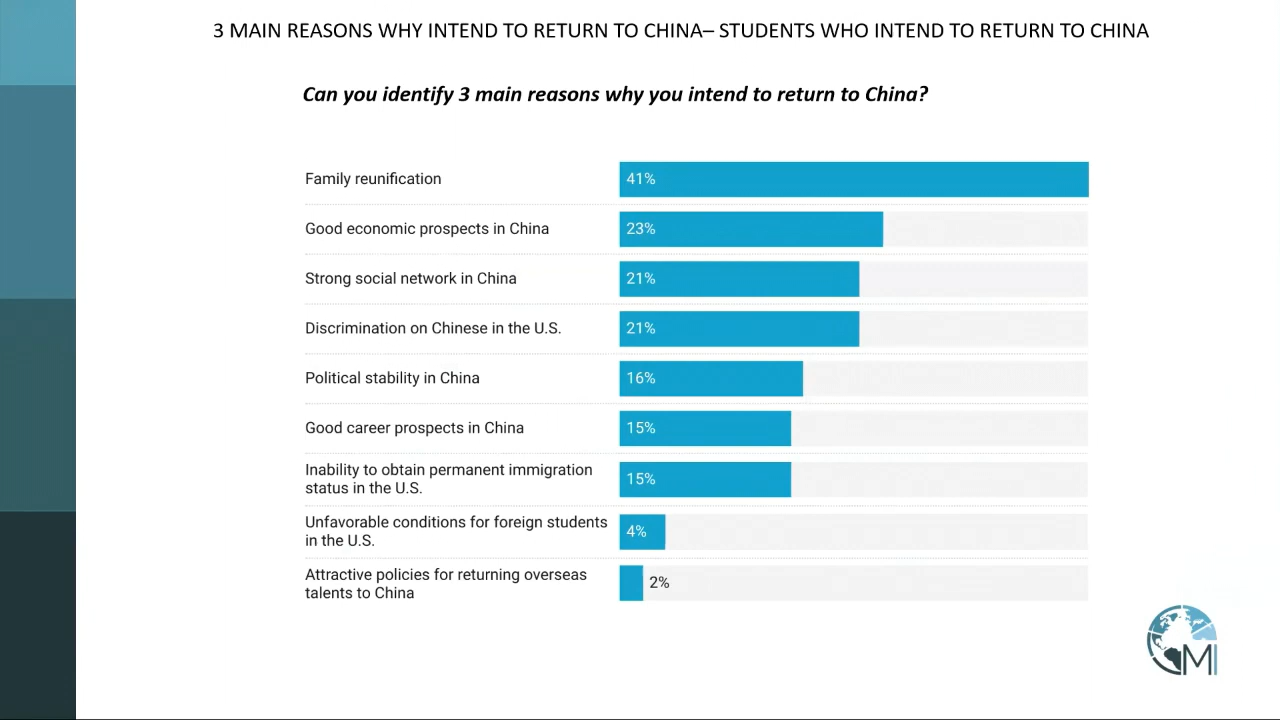 3 MAIN REASONS WHY INTEND TO RETURN TO CHINA– STUDENTS WHO INTEND TO RETURN TO CHINA
Can you identify 3 main reasons why you intend to return to China?
Family reunification 41%
Good economic prospects in China 23%
Strong social network in China 21%
Discrimination on Chinese in the U.S. 21%
Political stability in China 16%
Good career prospects in China 15%
Inability to obtain permanent immigration
status in the U.S. 15%
Unfavorable conditions for foreign students
in the U.S. 4%
Attractive policies for returning overseas
talents to China 2%
MI